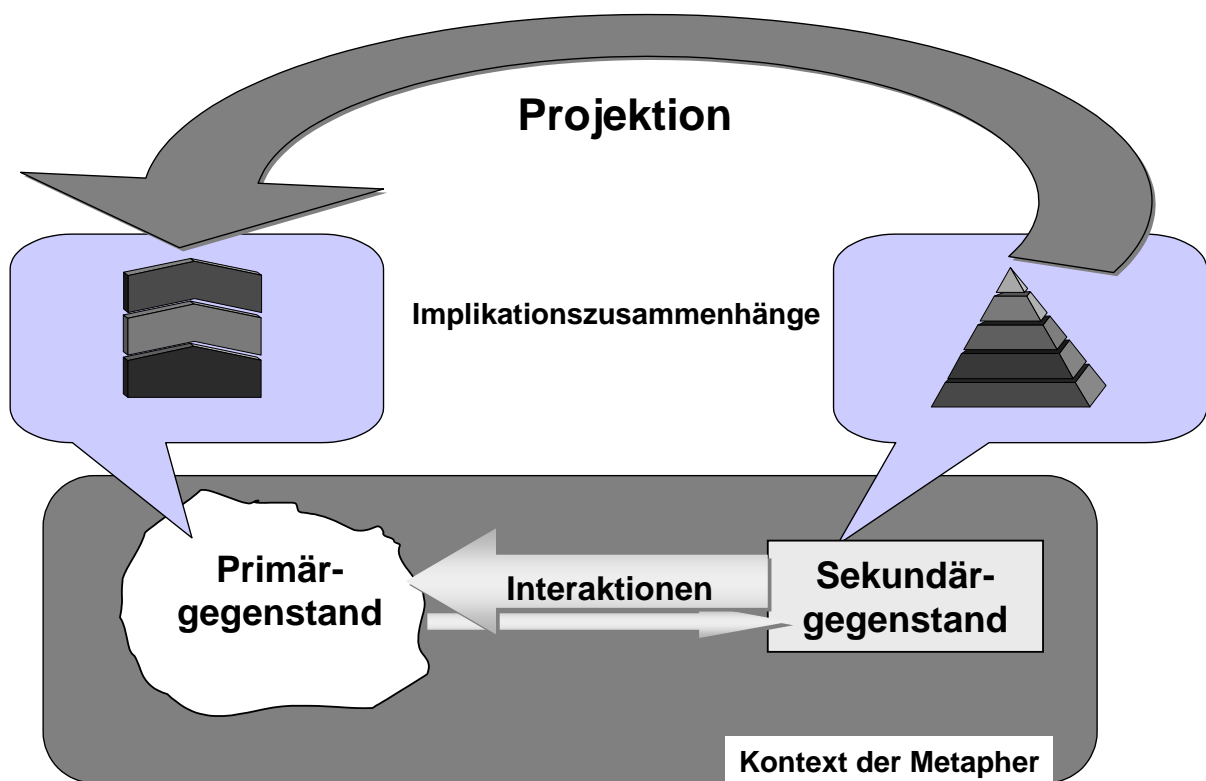 Projektion
Implikationszusammenhänge
Primär-
gegenstand
Interaktionen
Sekundär-
gegenstand
Kontext der Metapher